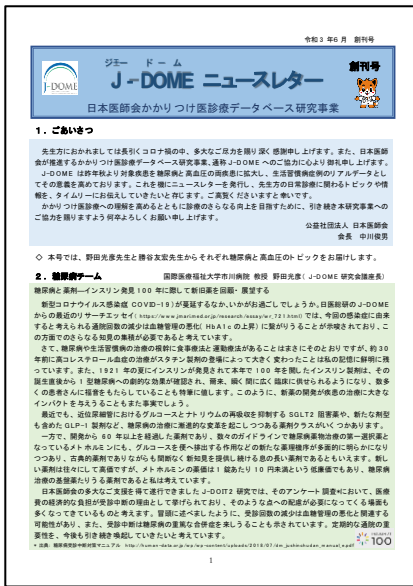 令和3年6月 創刊号
ジェー ドーム
J-DOME ニュースレター
創刊号
J-DOME
日本医師会かかりつけ医診療データベース研究事業
1．ごあいさつ
先生方におかれましては長引くコロナ禍の中、多大なご尽力を賜り深く感謝申し上げます。また、日本医師
会が推進するかかりつけ医診療データベース研究事業、通称 J-DOME へのご協力に心より御礼申し上げます。
J-DOME は昨年秋より対象疾患を糖尿病と高血圧の両疾患に拡大し、生活習慣病症例のリアルデータとし
てその意義を高めております。これを機にニュースレターを発行し、先生方の日常診療に関わるトピックや情
報を、タイムリーにお伝えしていきたいと存じます。ご高覧くださいますと幸いです。
かかりつけ医診療への理解を高めるとともに診療のさらなる向上を目指すために、引き続き本研究事業への
ご協力を賜りますよう何卒よろしくお願い申し上げます。
公益社団法人 日本医師会
会長 中川俊男
◇ 本号では、野田光彦先生と勝谷友宏先生からそれぞれ糖尿病と高血圧のトピックをお届けします。
2．糖尿病チーム
国際医療福祉大学市川病院 教授 野田光彦（J-DOME 研究会議座長）
糖尿病と薬剤―インスリン発見 100 年に際して新旧薬を回顧・展望する
新型コロナウイルス感染症 COVID-19）が蔓延するなか、いかがお過ごしでしょうか。日医総研の J-DOME
からの最近のリサーチエッセイ（https://www.jmari.med.or.jp/research/essay/wr_721.html）では、今回の感染症に由来
すると考えられる通院回数の減少は血糖管理の悪化（HbA1c の上昇）に繋がりうることが示唆されており、こ
の方面でのさらなる知見の集積が必要であると考えています。
さて、糖尿病や生活習慣病の治療の根幹に食事療法と運動療法があることはまさにそのとおりですが、約 30
年前に高コレステロール血症の治療がスタチン製剤の登場によって大きく変わったことは私の記憶に鮮明に残
っています。また、1921 年の夏にインスリンが発見されて本年で 100 年を閲したインスリン製剤は、その
誕生直後から 1 型糖尿病への劇的な効果が確認され、爾来、瞬く間に広く臨床に供せられるようになり、数多
くの患者さんに福音をもたらしていることも特筆に値します。このように、新薬の開発が疾患の治療に大きな
インパクトを与えうることもまた事実でしょう。
最近でも、近位尿細管におけるグルコースとナトリウムの再吸収を抑制する SGLT2 阻害薬や、新たな剤型
も含めた GLP-1 製剤など、糖尿病の治療に漸進的な変革を起こしつつある薬剤クラスがいくつかあります。
一方で、開発から 60 年以上を経過した薬剤であり、数々のガイドラインで糖尿病薬物治療の第一選択薬と
なっているメトホルミンにも、グルコースを便へ排出する作用などの新たな薬理機序が多面的に明らかになり
つつあり、古典的薬剤でありながらも間断なく新知見を提供し続ける息の長い薬剤であるともいえます。新し
い薬剤は往々にして高価ですが、メトホルミンの薬価は 1 錠あたり 10 円未満という低廉価でもあり、糖尿病
治療の基盤薬たりうる薬剤であると私は考えています。
日本医師会の多大なご支援を得て遂行できました J-DOIT2 研究では、そのアンケート調査*において、医療
費の経済的な負担が受診中断の理由として挙げられており、そのような点への配慮が必要になってくる場面も
多くなってきているものと考えます。冒頭に述べましたように、受診回数の減少は血糖管理の悪化と関連する
可能性があり、また、受診中断は糖尿病の重篤な合併症を来しうることも示されています。定期的な通院の重
要性を、今後も引き続き喚起していきたいと考えています。
* 出典：糖尿病受診中断対策マニュアル
100
1